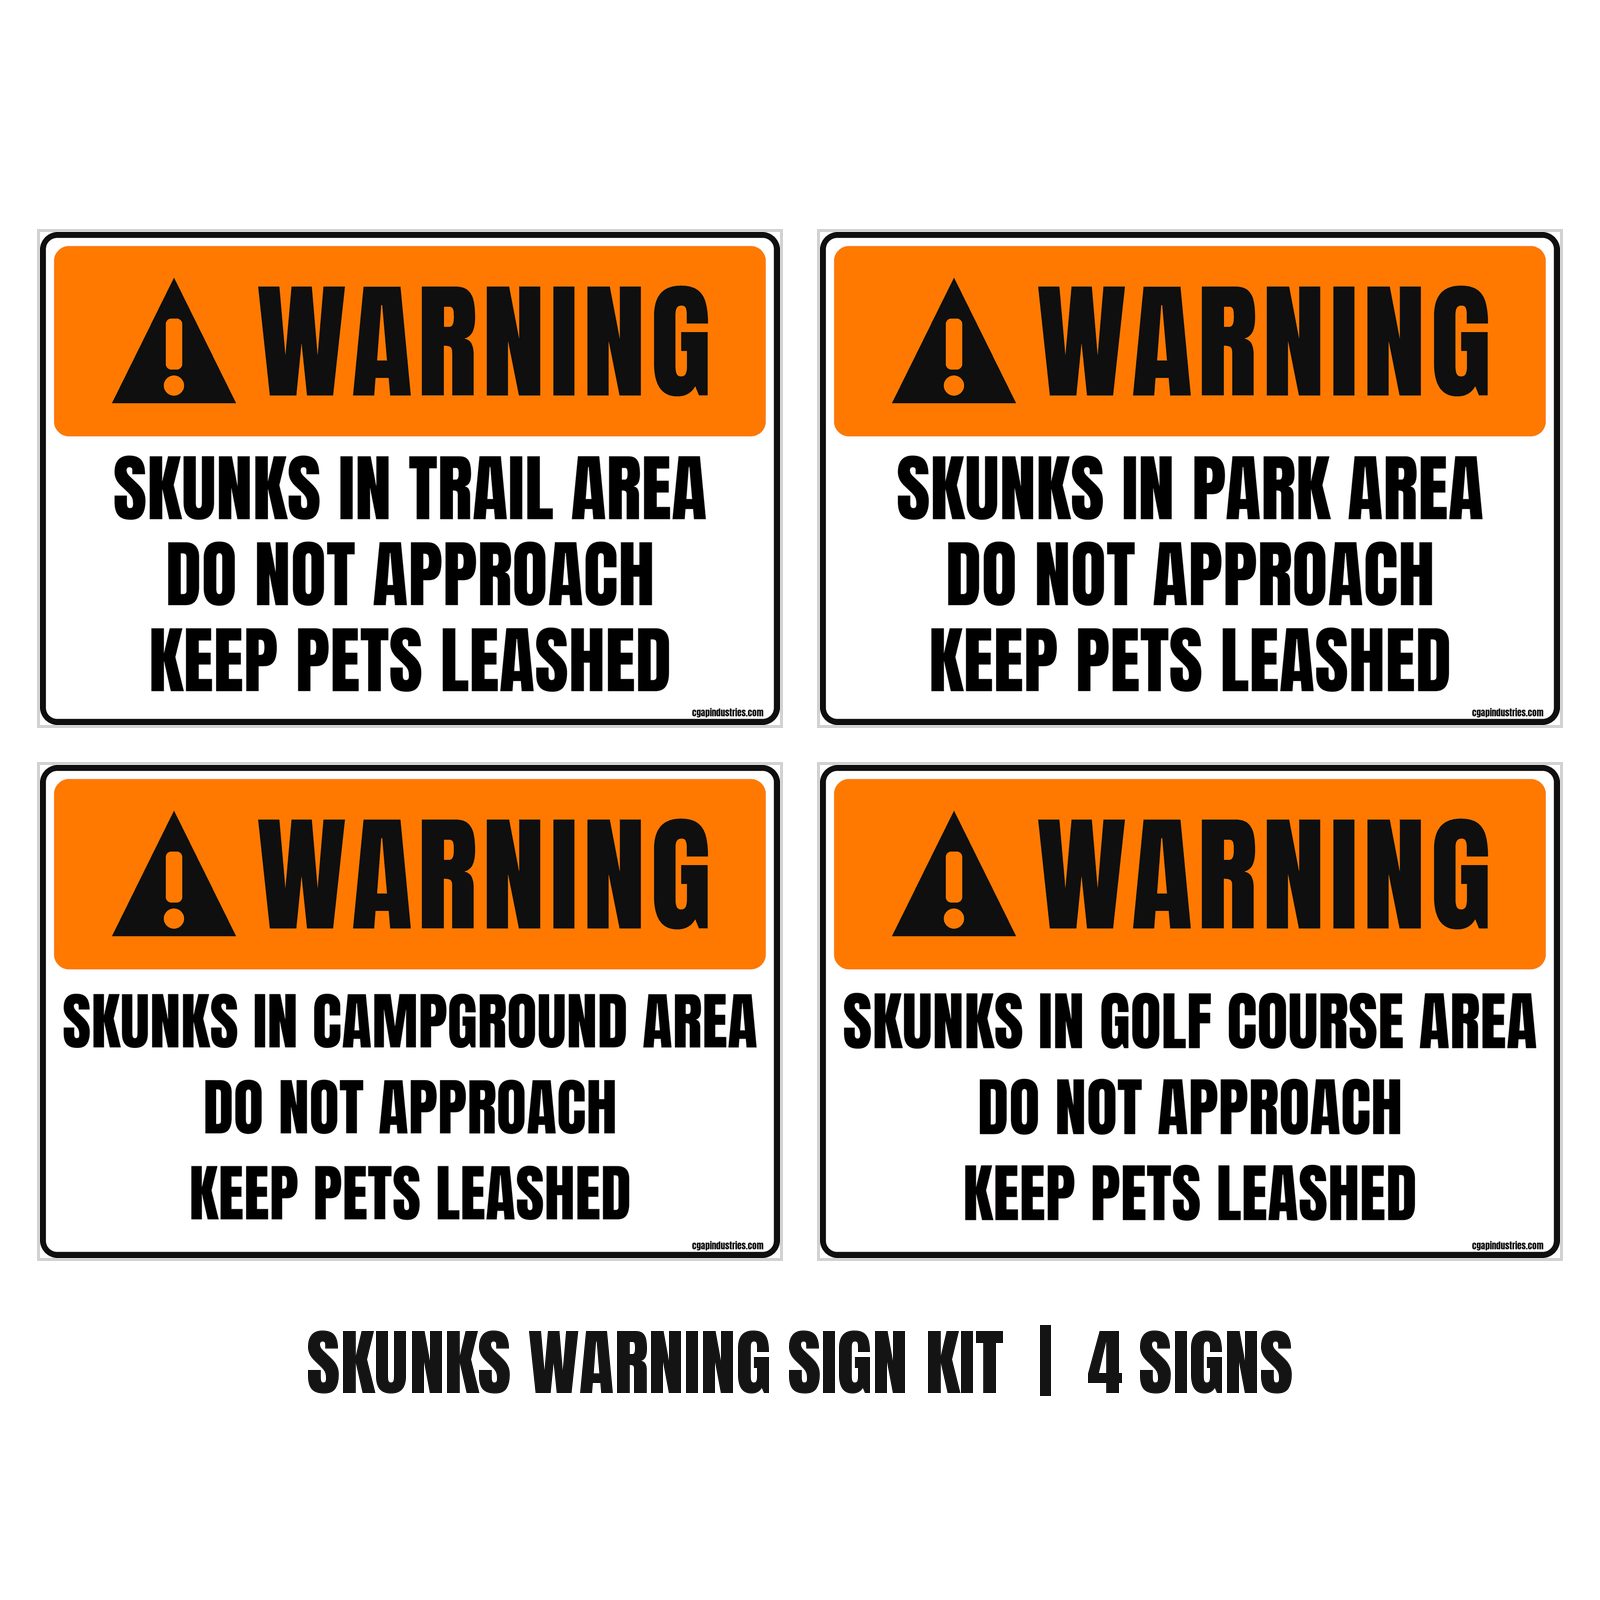 WARNING
SKUNKS IN TRAIL AREA
DO NOT APPROACH
KEEP PETS LEASHED
cgapindustries.com
WARNING
SKUNKS IN PARK AREA
DO NOT APPROACH
KEEP PETS LEASHED
cgapindustries.com
WARNING
SKUNKS IN CAMPGROUND AREA
DO NOT APPROACH
KEEP PETS LEASHED
cgapindustries.com
WARNING
SKUNKS IN GOLF COURSE AREA
DO NOT APPROACH
KEEP PETS LEASHED
cgapindustries.com
SKUNKS WARNING SIGN KIT | 4 SIGNS